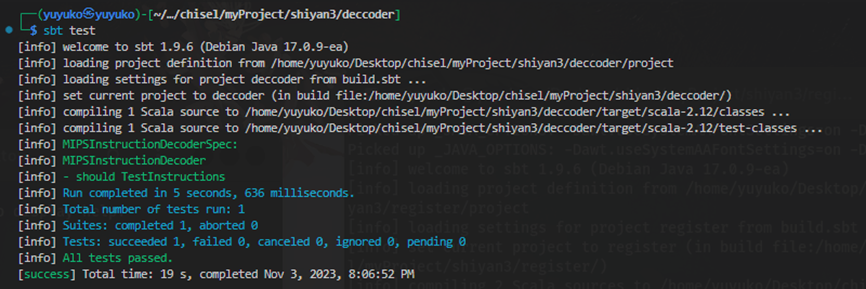 (yuyuko㉿yuyuko)-[~/…/chisel/myProject/shiyan3/deccoder]
$ sbt test
[info] welcome to sbt 1.9.6 (Debian Java 17.0.9-ea)
[info] loading project definition from /home/yuyuko/Desktop/chisel/myProject/shiyan3/deccoder/project
[info] loading settings for project deccoder from build.sbt ...
[info] set current project to deccoder (in build file:/home/yuyuko/Desktop/chisel/myProject/shiyan3/deccoder/)
[info] compiling 1 Scala source to /home/yuyuko/Desktop/chisel/myProject/shiyan3/deccoder/target/scala-2.12/classes ...
[info] compiling 1 Scala source to /home/yuyuko/Desktop/chisel/myProject/shiyan3/deccoder/target/scala-2.12/test-classes ...
[info] MIPSInstructionDecoderSpec:
[info] MIPSInstructionDecoder
[info] - should TestInstructions
[info] Run completed in 5 seconds, 636 milliseconds.
[info] Total number of tests run: 1
[info] Suites: completed 1, aborted 0
[info] Tests: succeeded 1, failed 0, canceled 0, ignored 0, pending 0
[info] All tests passed.
[success] Total time: 19 s, completed Nov 3, 2023, 8:06:52 PM